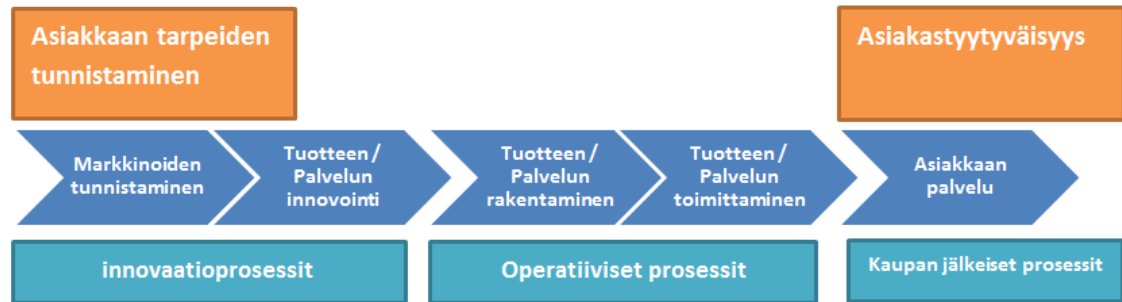 Asiakkaan tarpeiden
tunnistaminen
Asiakastyytyväisyys
Markkinoiden
tunnistaminen
Tuotteen /
Palvelun
innovointi
Tuotteen /
Palvelun
rakentaminen
Tuotteen /
Palvelun
toimittaminen
Asiakkaan
palvelu
innovaatioprosessit
Operatiiviset prosessit
Kaupan jälkeiset prosessit